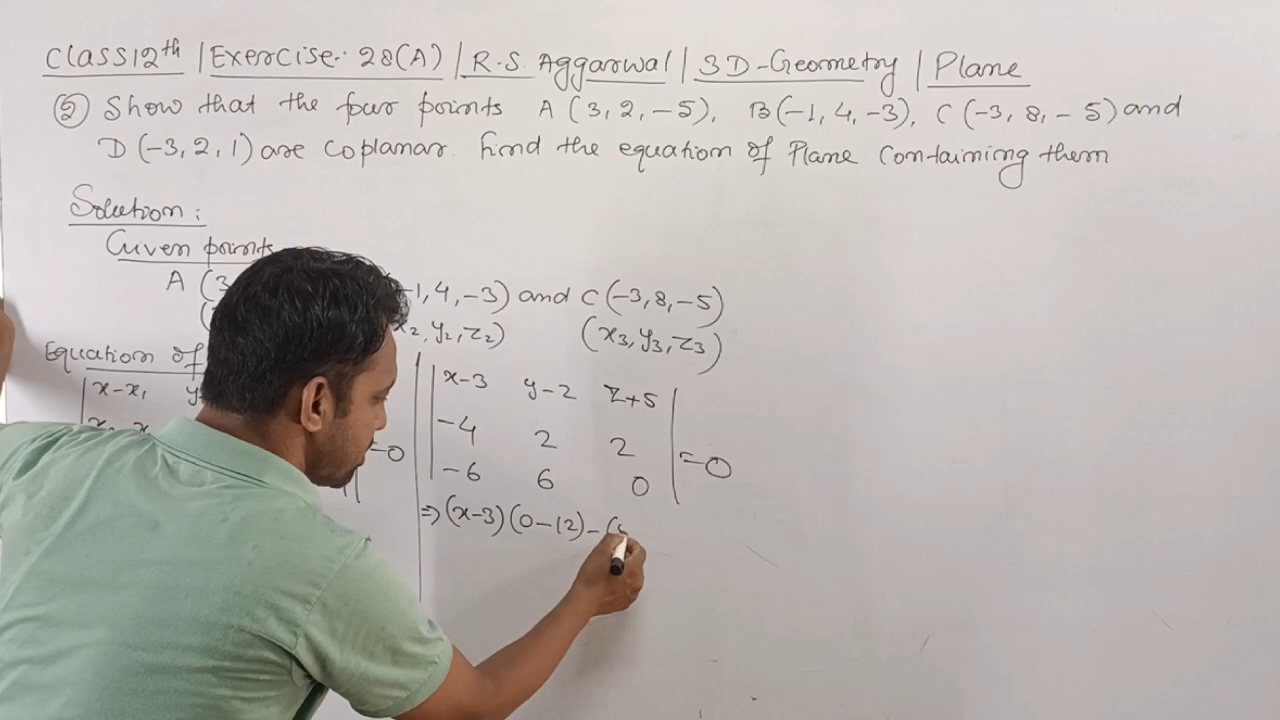 Class 12th | Exercise: 28(A) | R.S. Aggarwal | 3D-Geometry | Plane
(5) Show that the four points A (3, 2, -5), B(-1, 4, -3), C (-3, 8, -5) and
D (-3, 2, 1) are coplanar. find the equation of Plane containing them
Solution:
Given points
A (3 -1, 4, -3) and C (-3, 8, -5)
( x2, y2, z2) (x3, y3, z3)
Equation of
| x-x1 y
=0
| x-3 y-2 z+5 |
| -4 2 2 | =0
| -6 6 0 |
⇒ (x-3) (0-12) - (